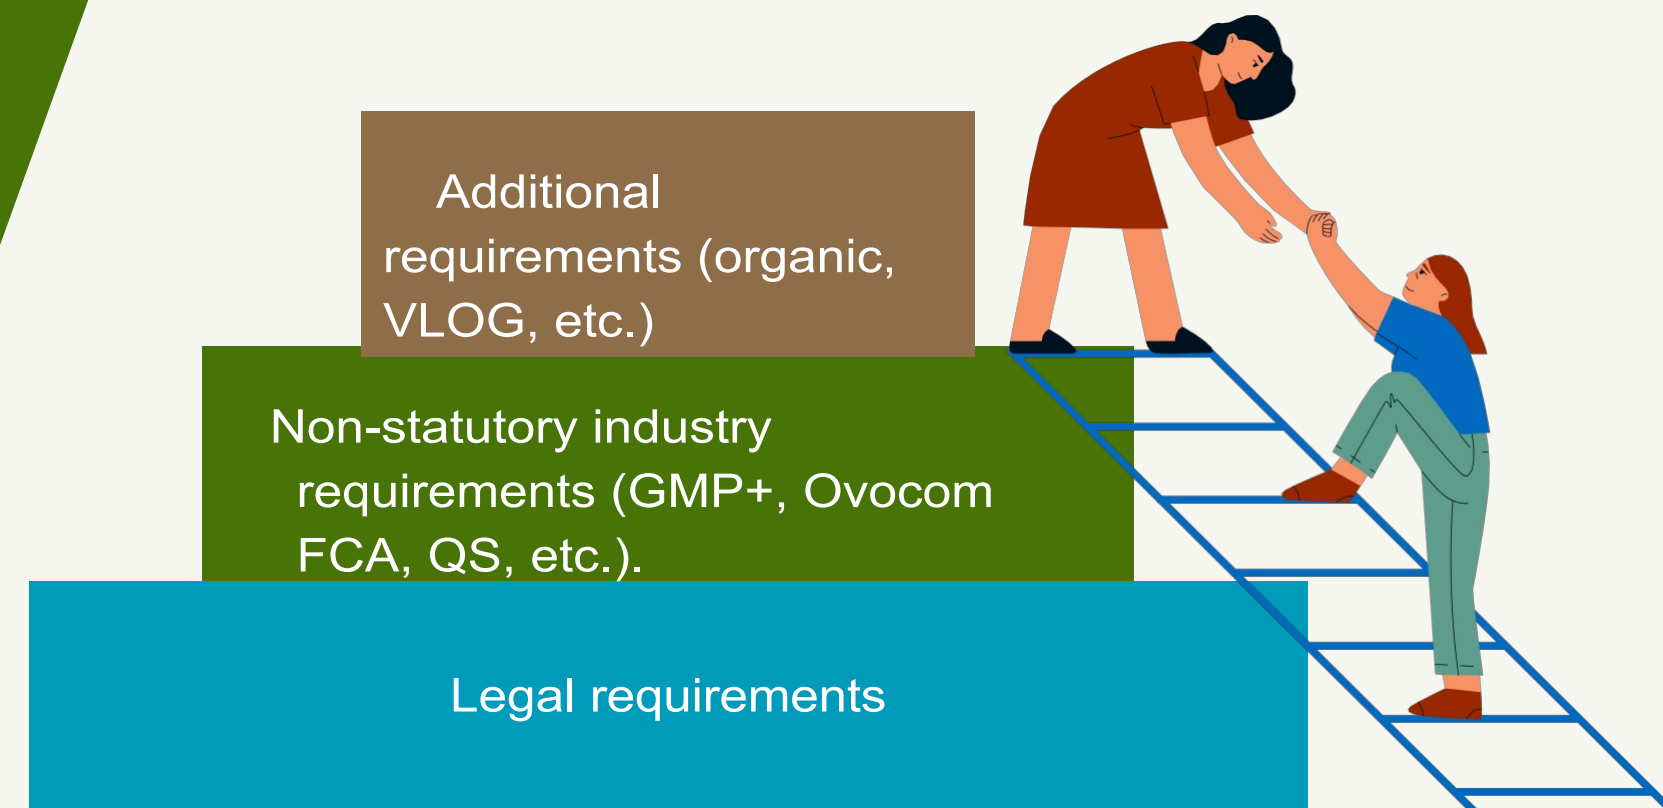 Additional
requirements (organic,
VLOG, etc.)
Non-statutory industry
requirements (GMP+, Ovocom
FCA, QS, etc.).
Legal requirements